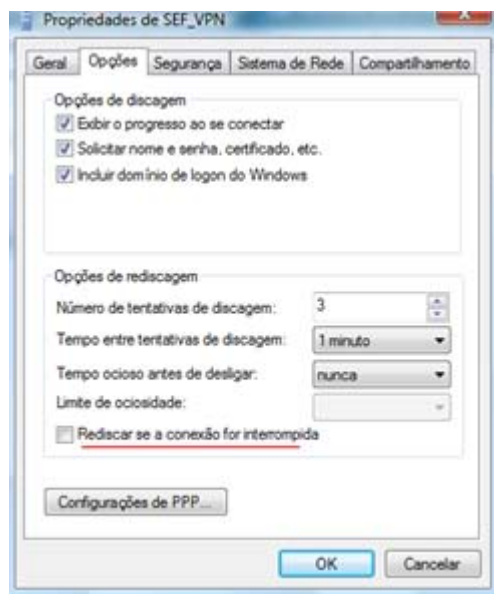 Propriedades de SEF_VPN
Geral Opções Segurança Sistema de Rede Compartilhamento
Opções de discagem
Exibir o progresso ao se conectar
Solicitar nome e senha, certificado, etc.
Incluir domínio de logon do Windows
Opções de rediscagem
Número de tentativas de discagem: 3
Tempo entre tentativas de discagem: 1 minuto
Tempo ocioso antes de desligar: nunca
Limite de ociosidade:
Rediscar se a conexão for interrompida
Configurações de PPP...
OK Cancelar